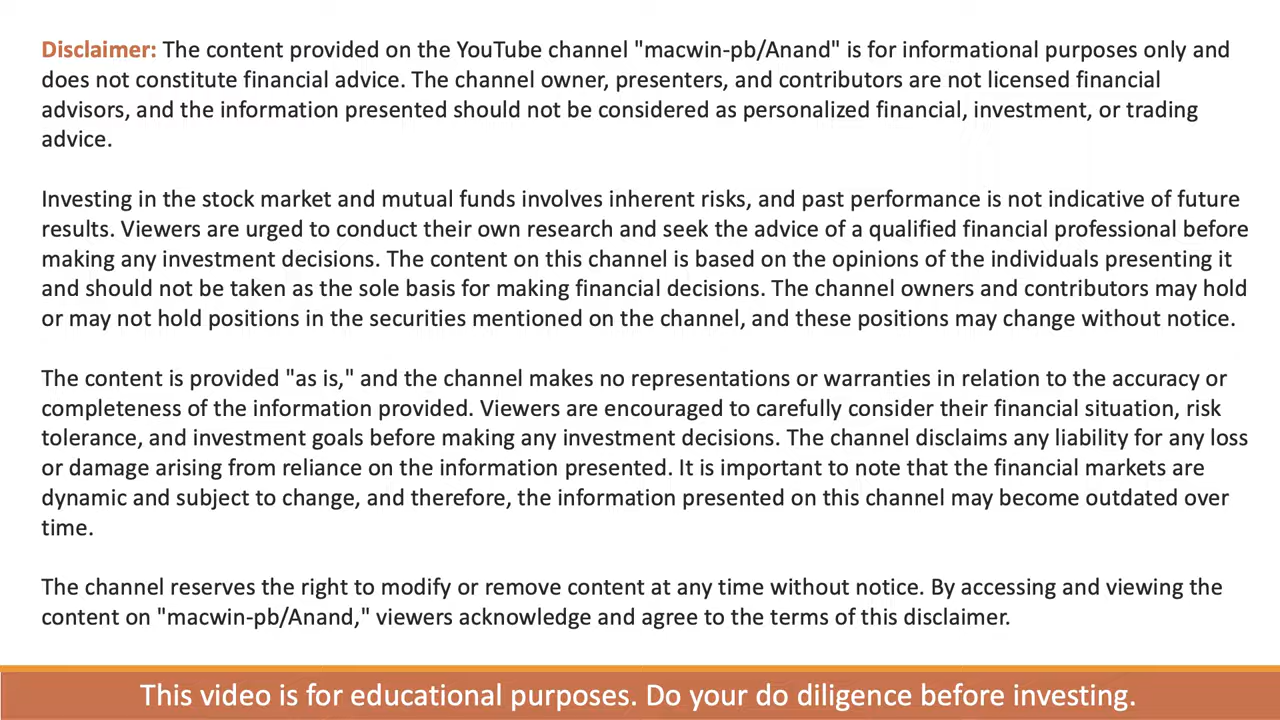 Disclaimer: The content provided on the YouTube channel "macwin-pb/Anand" is for informational purposes only and
does not constitute financial advice. The channel owner, presenters, and contributors are not licensed financial
advisors, and the information presented should not be considered as personalized financial, investment, or trading
advice.
Investing in the stock market and mutual funds involves inherent risks, and past performance is not indicative of future
results. Viewers are urged to conduct their own research and seek the advice of a qualified financial professional before
making any investment decisions. The content on this channel is based on the opinions of the individuals presenting it
and should not be taken as the sole basis for making financial decisions. The channel owners and contributors may hold
or may not hold positions in the securities mentioned on the channel, and these positions may change without notice.
The content is provided "as is," and the channel makes no representations or warranties in relation to the accuracy or
completeness of the information provided. Viewers are encouraged to carefully consider their financial situation, risk
tolerance, and investment goals before making any investment decisions. The channel disclaims any liability for any loss
or damage arising from reliance on the information presented. It is important to note that the financial markets are
dynamic and subject to change, and therefore, the information presented on this channel may become outdated over
time.
The channel reserves the right to modify or remove content at any time without notice. By accessing and viewing the
content on "macwin-pb/Anand," viewers acknowledge and agree to the terms of this disclaimer.
This video is for educational purposes. Do your do diligence before investing.